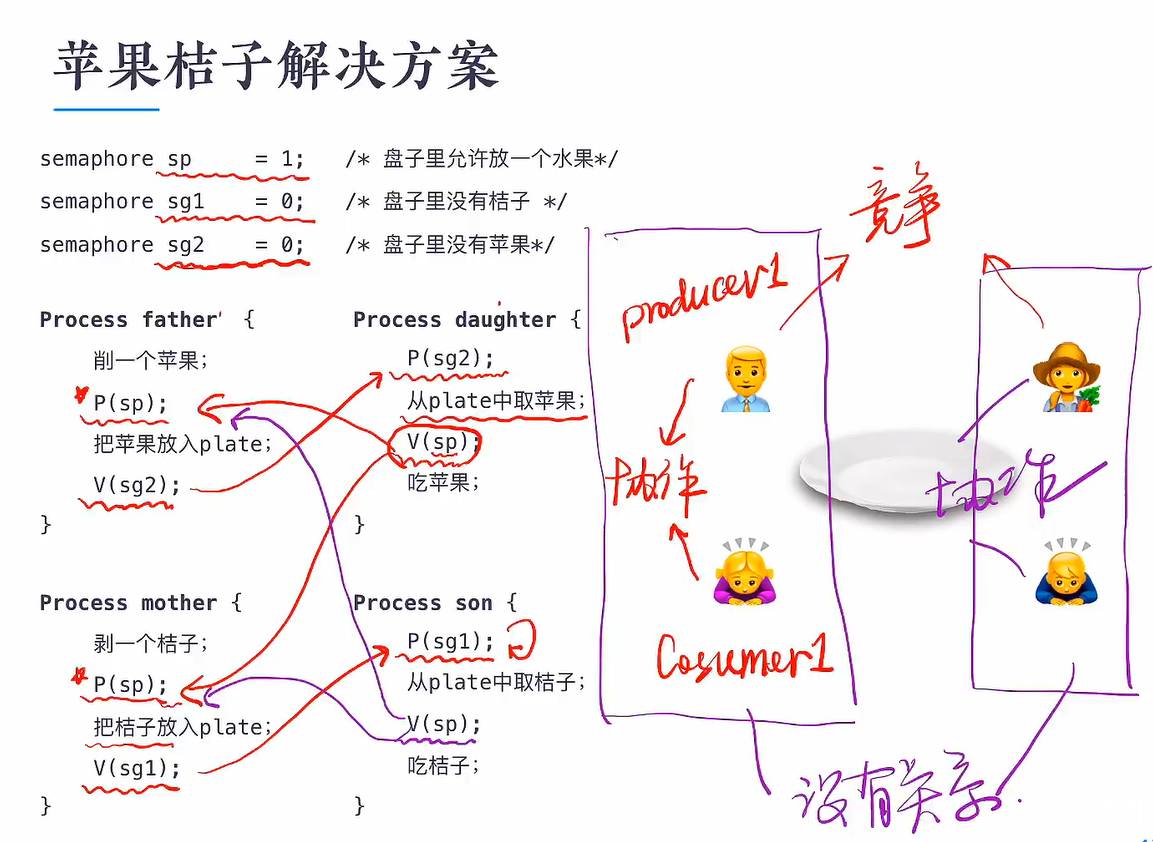 苹果桔子解决方案
semaphore sp = 1; /* 盘子里允许放一个水果*/
semaphore sg1 = 0; /* 盘子里没有桔子 */
semaphore sg2 = 0; /* 盘子里没有苹果*/
Process father {
削一个苹果;
P(sp);
把苹果放入plate;
V(sg2);
}
Process daughter {
P(sg2);
从plate中取苹果;
V(sp);
吃苹果;
}
Process mother {
剥一个桔子;
P(sp);
把桔子放入plate;
V(sg1);
}
Process son {
P(sg1);
从plate中取桔子;
V(sp);
吃桔子;
}
竞争
producer1
协作
协作
Cosumer1
没有关系